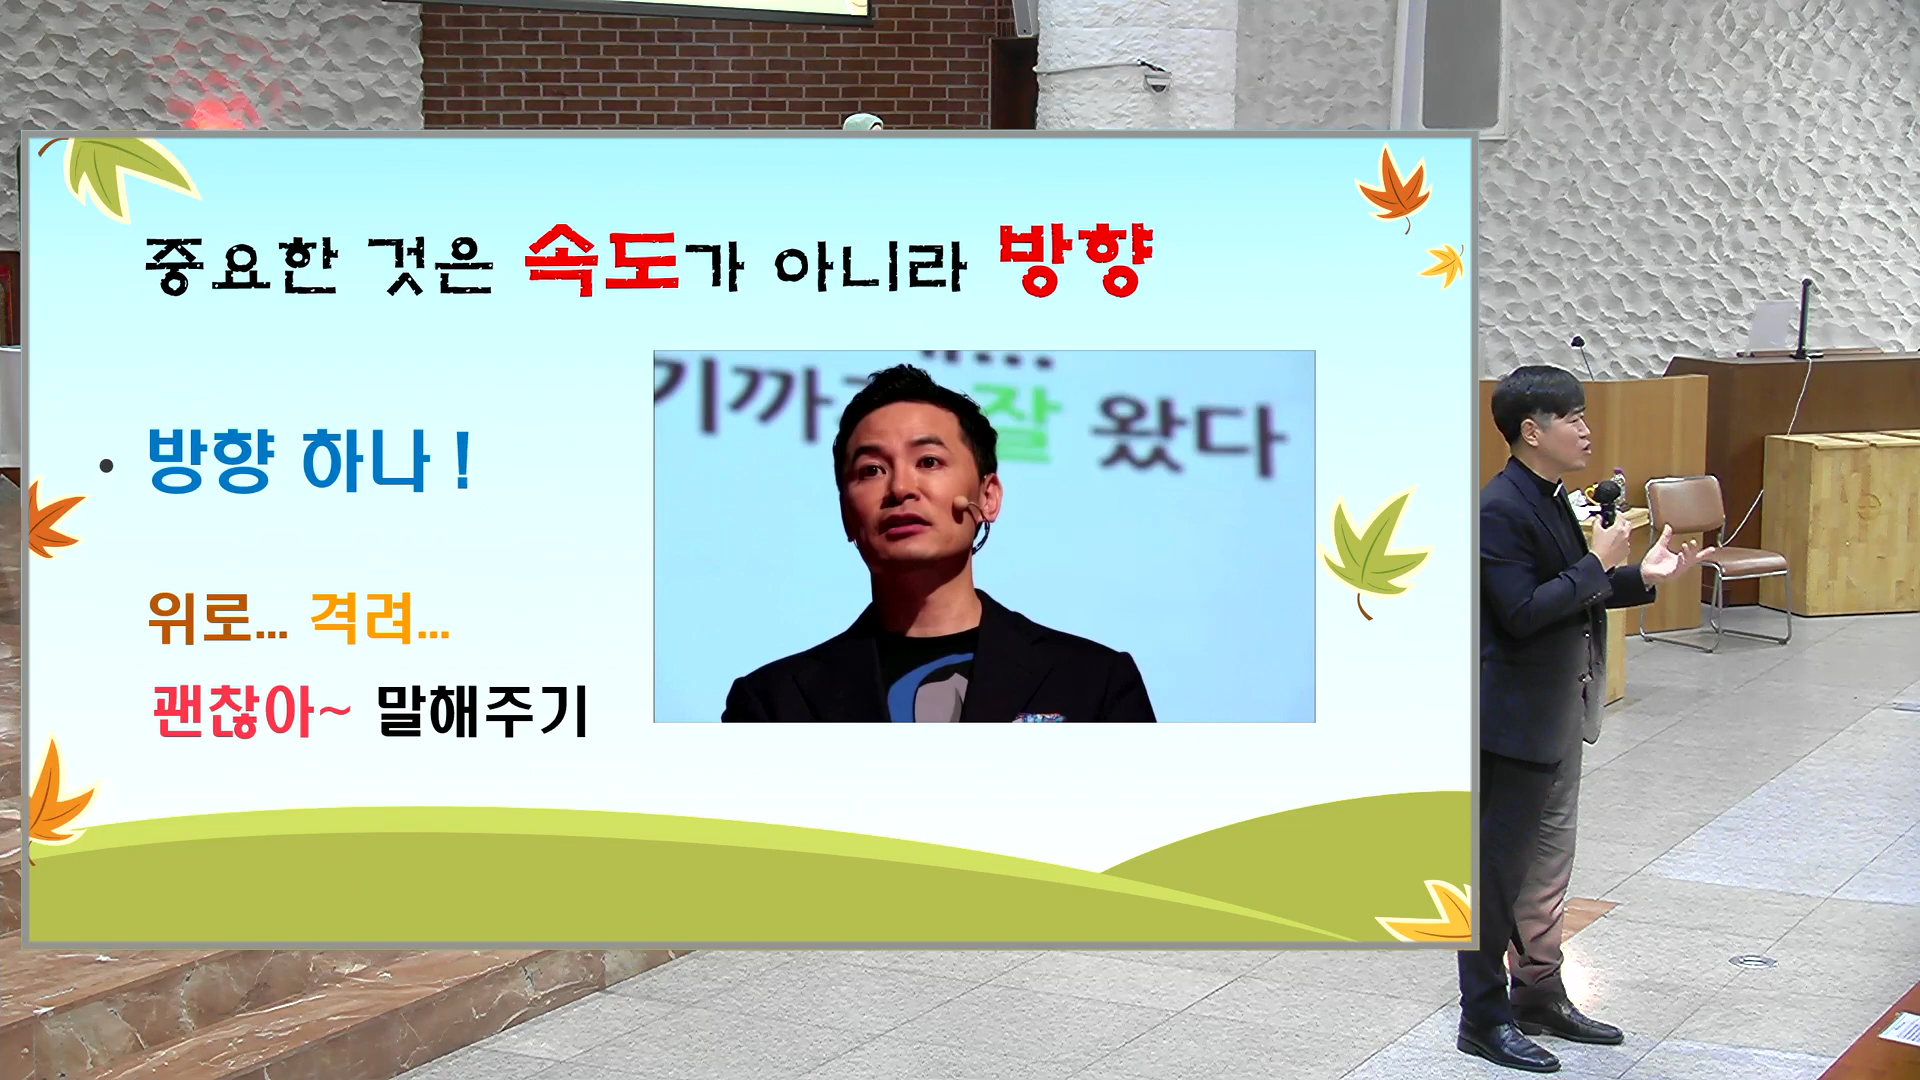 중요한 것은 속도가 아니라 방향
방향 하나 !
위로... 격려...
괜찮아~ 말해주기
잘 왔다